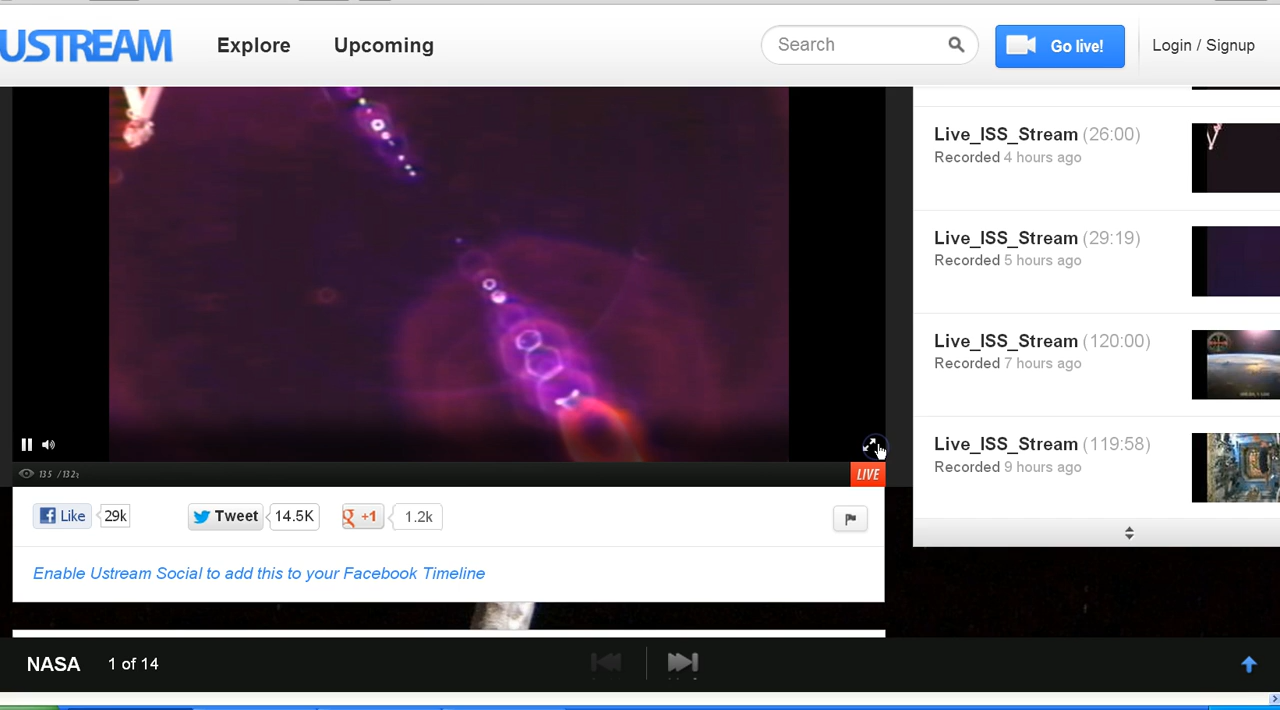 USTREAM
Explore
Upcoming
Search
Go live!
Login / Signup
Live_ISS_Stream (26:00)
Recorded 4 hours ago
Live_ISS_Stream (29:19)
Recorded 5 hours ago
Live_ISS_Stream (120:00)
Recorded 7 hours ago
Live_ISS_Stream (119:58)
Recorded 9 hours ago
135
LIVE
Like
29k
Tweet
14.5K
+1
1.2k
Enable Ustream Social to add this to your Facebook Timeline
NASA
1 of 14